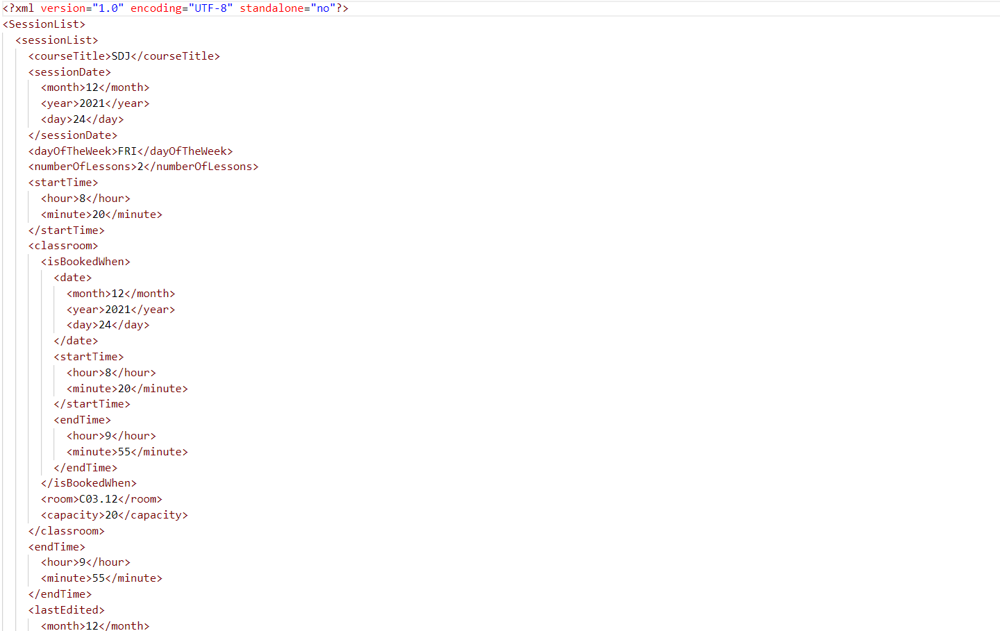 <?xml version="1.0" encoding="UTF-8" standalone="no"?>
<SessionList>
<sessionList>
<courseTitle>SDJ</courseTitle>
<sessionDate>
<month>12</month>
<year>2021</year>
<day>24</day>
</sessionDate>
<dayOfTheWeek>FRI</dayOfTheWeek>
<numberOfLessons>2</numberOfLessons>
<startTime>
<hour>8</hour>
<minute>20</minute>
</startTime>
<classroom>
<isBookedWhen>
<date>
<month>12</month>
<year>2021</year>
<day>24</day>
</date>
<startTime>
<hour>8</hour>
<minute>20</minute>
</startTime>
<endTime>
<hour>9</hour>
<minute>55</minute>
</endTime>
</isBookedWhen>
<room>C03.12</room>
<capacity>20</capacity>
</classroom>
<endTime>
<hour>9</hour>
<minute>55</minute>
</endTime>
<lastEdited>
<month>12</month>